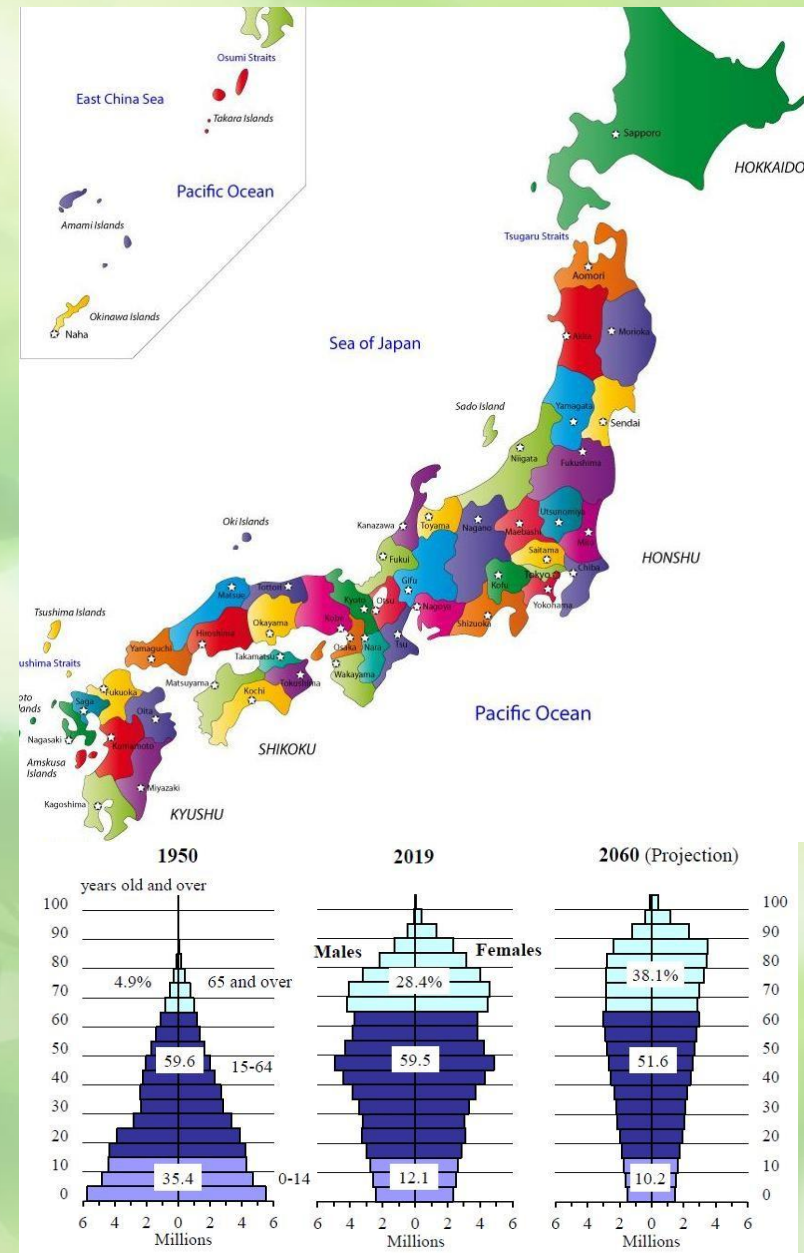 Osumi Straits
East China Sea
Takara Islands
Sapporo
HOKKAIDO
Pacific Ocean
Amami Islands
Tsugaru Straits
Aomori
Okinawa Islands
Naha
Sea of Japan
Akita
Morioka
Sado Island
Yamagata
Sendai
Niigata
Fukushima
Oki Islands
Kanazawa
Toyama
Nagano
Maebashi
Utsunomiya
Mito
HONSHU
Fukui
Saitama
Gifu
Kofu
Tokyo
Chiba
Yokohama
Tsushima Islands
Matsue
Tottori
Kyoto
Otsu
Nagoya
Shizuoka
Hiroshima
Okayama
Kobe
Osaka
Nara
Tsu
ushima Straits
Yamaguchi
Takamatsu
Wakayama
Matsuyama
Tokoshima
Kochi
Pacific Ocean
Fukuoka
oto
lands
Saga
Oita
Nagasaki
Kumamoto
SHIKOKU
Amskusa
Islands
Miyazaki
Kagoshima
KYUSHU
1950
2019
2060 (Projection)
years old and over
100
90
80
70
60
50
40
30
20
10
0
4.9%
65 and over
59.6
15-64
35.4
0-14
6 4 2 0 2 4 6
Millions
Males
Females
28.4%
59.5
12.1
6 4 2 0 2 4 6
Millions
38.1%
51.6
10.2
100
90
80
70
60
50
40
30
20
10
0
6 4 2 0 2 4 6
Millions